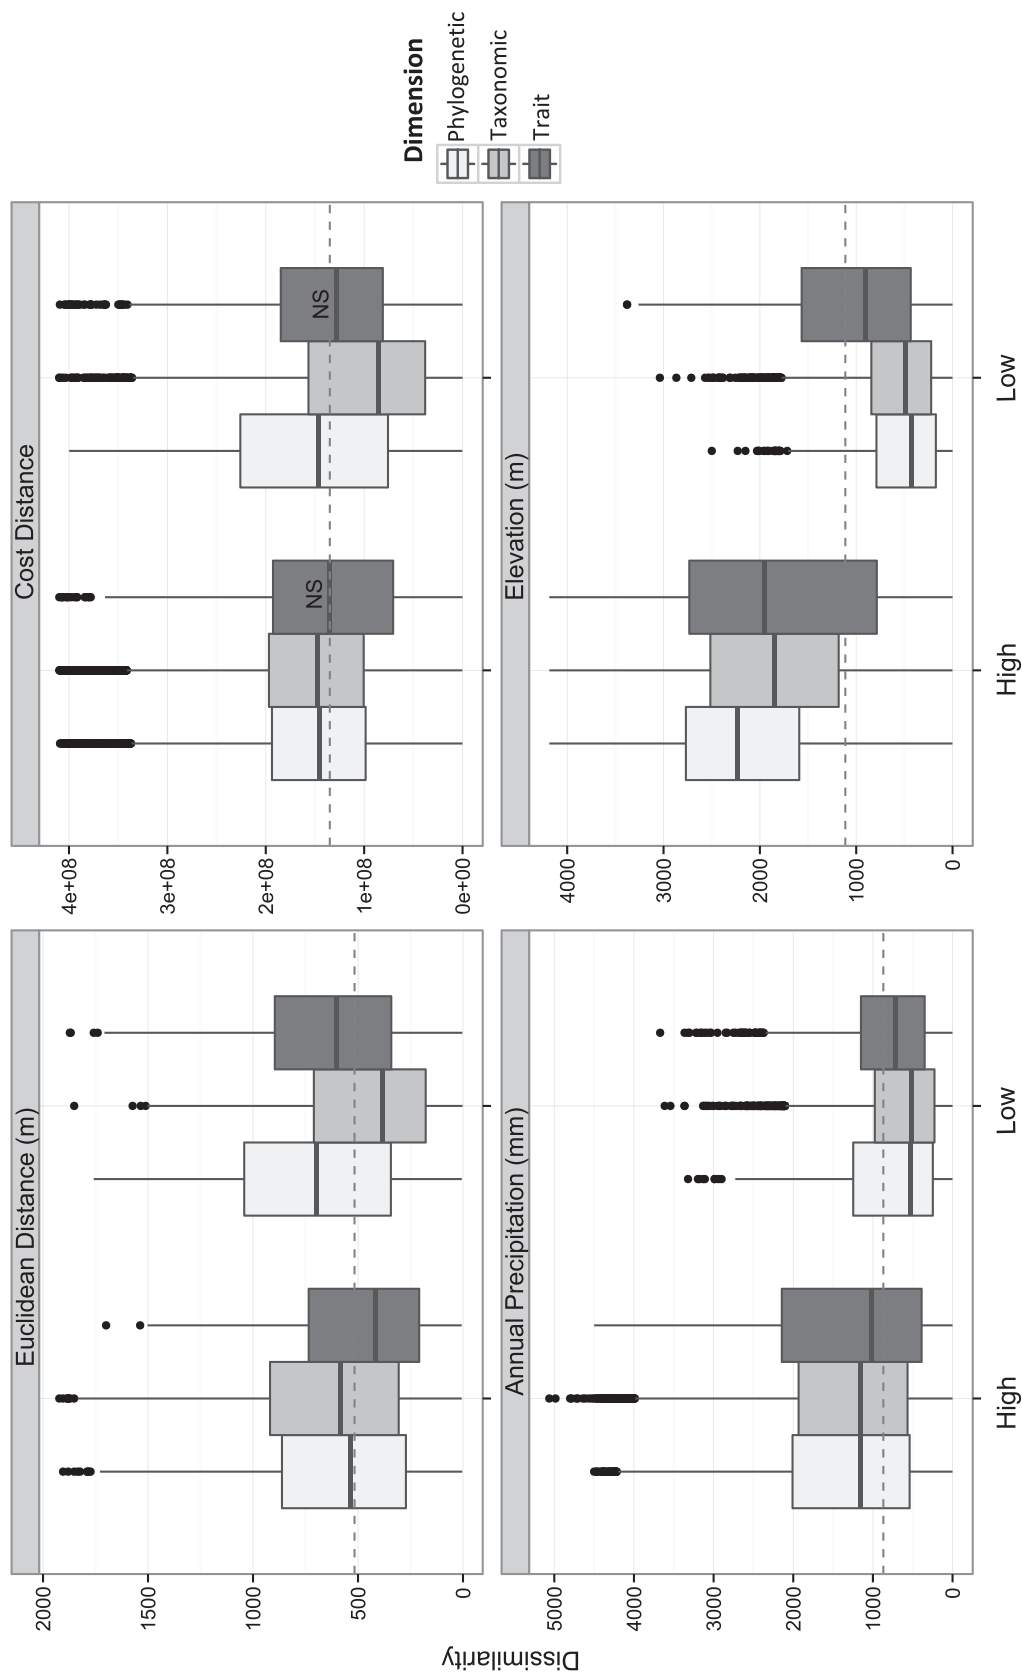 Euclidean Distance (m)
2000
1500
1000
500
0
Cost Distance
4e+08
3e+08
2e+08
1e+08
0e+00
NS
NS
Annual Precipitation (mm)
5000
4000
3000
2000
1000
0
Elevation (m)
4000
3000
2000
1000
0
High
Low
High
Low
Dissimilarity
Dimension
Phylogenetic
Taxonomic
Trait